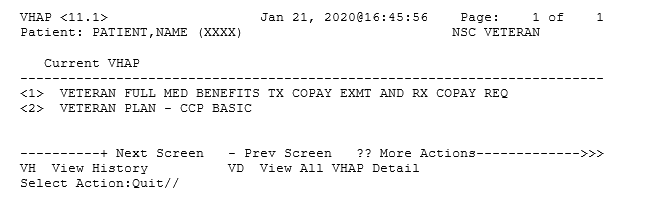 VHAP <11.1>                    Jan 21, 2020@16:45:56    Page:    1 of    1
Patient: PATIENT,NAME (XXXX)                            NSC VETERAN
   Current VHAP
--------------------------------------------------------------------------
<1>  VETERAN FULL MED BENEFITS TX COPAY EXMT AND RX COPAY REQ
<2>  VETERAN PLAN - CCP BASIC
----------+ Next Screen   - Prev Screen   ?? More Actions------------->>>
VH  View History          VD  View All VHAP Detail
Select Action:Quit//